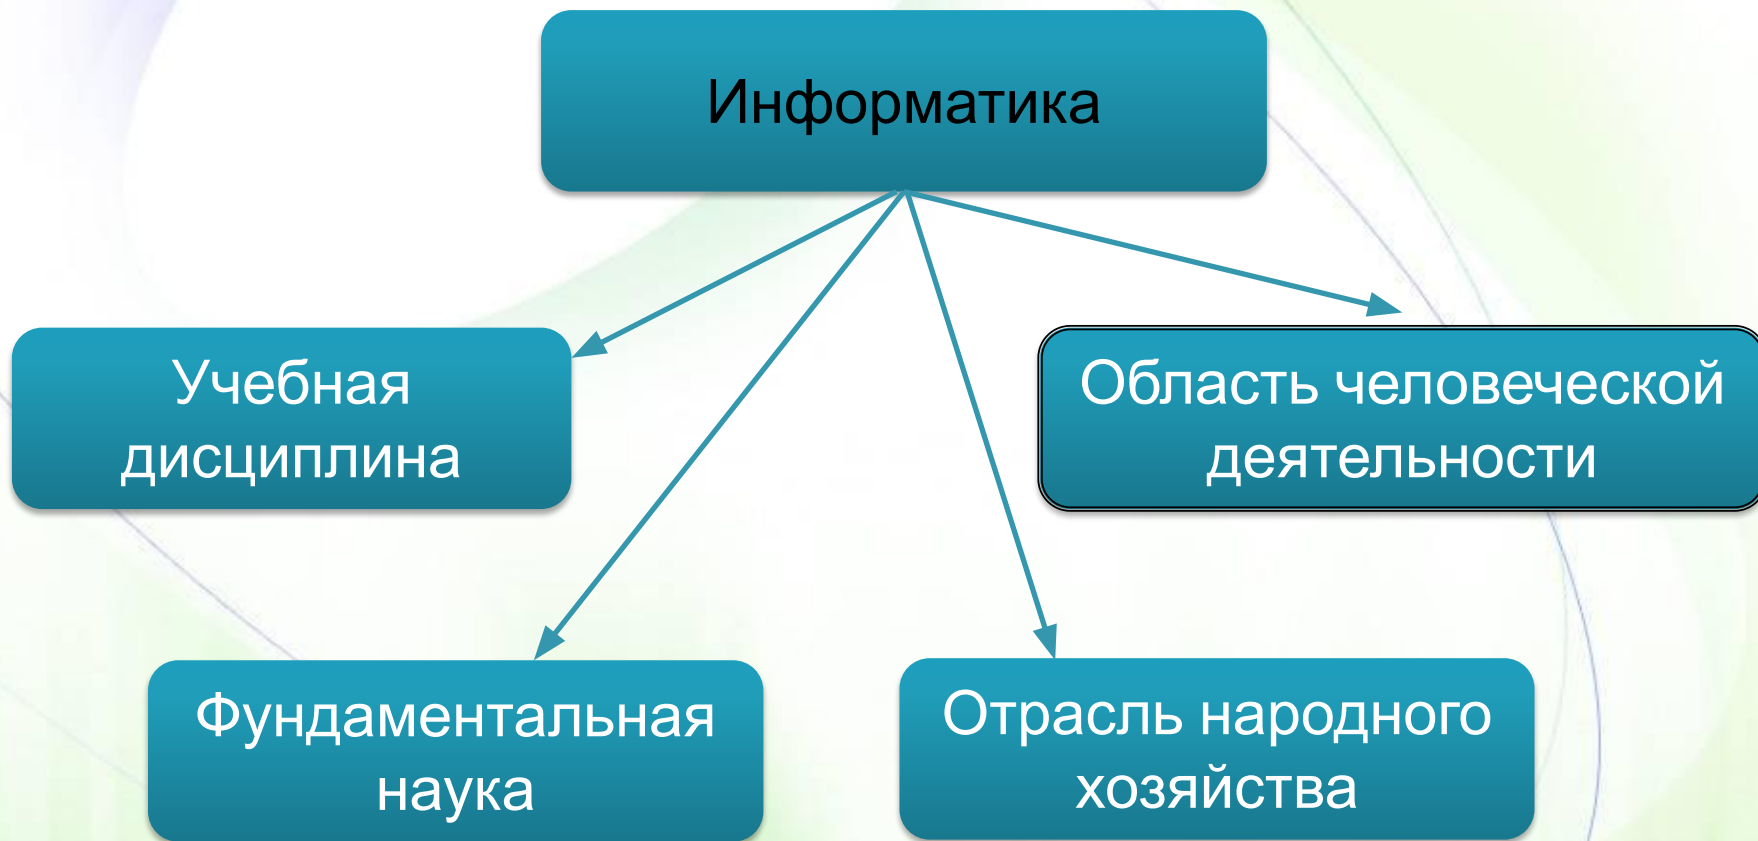 Информатика
Учебная
дисциплина
Область человеческой
деятельности
Фундаментальная
наука
Отрасль народного
хозяйства